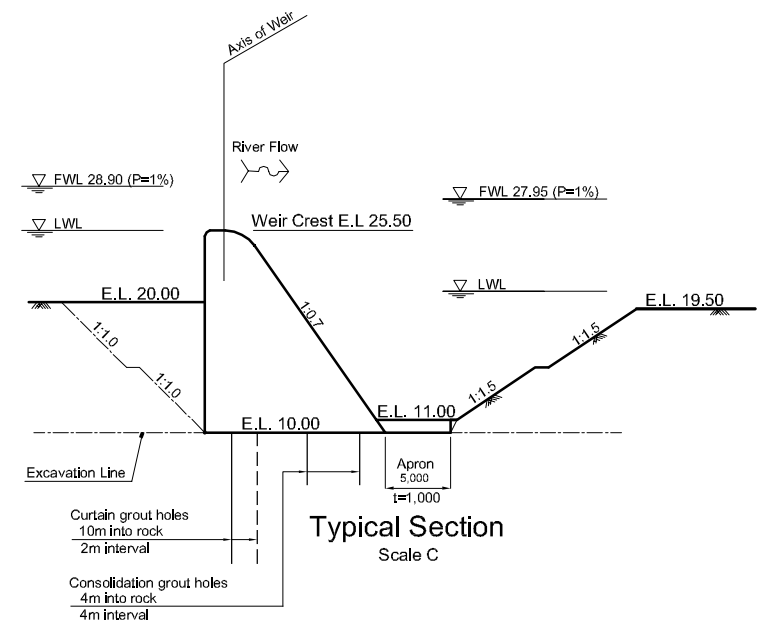 Axis of Weir
River Flow
FWL 28.90 (P=1%)
FWL 27.95 (P=1%)
LWL
Weir Crest E.L 25.50
LWL
E.L. 20.00
E.L. 19.50
1:1.0
1:0.7
1:1.5
1:1.0
1:1.5
E.L. 10.00
E.L. 11.00
Excavation Line
Apron
5,000
t=1,000
Curtain grout holes
10m into rock
2m interval
Typical Section
Scale C
Consolidation grout holes
4m into rock
4m interval